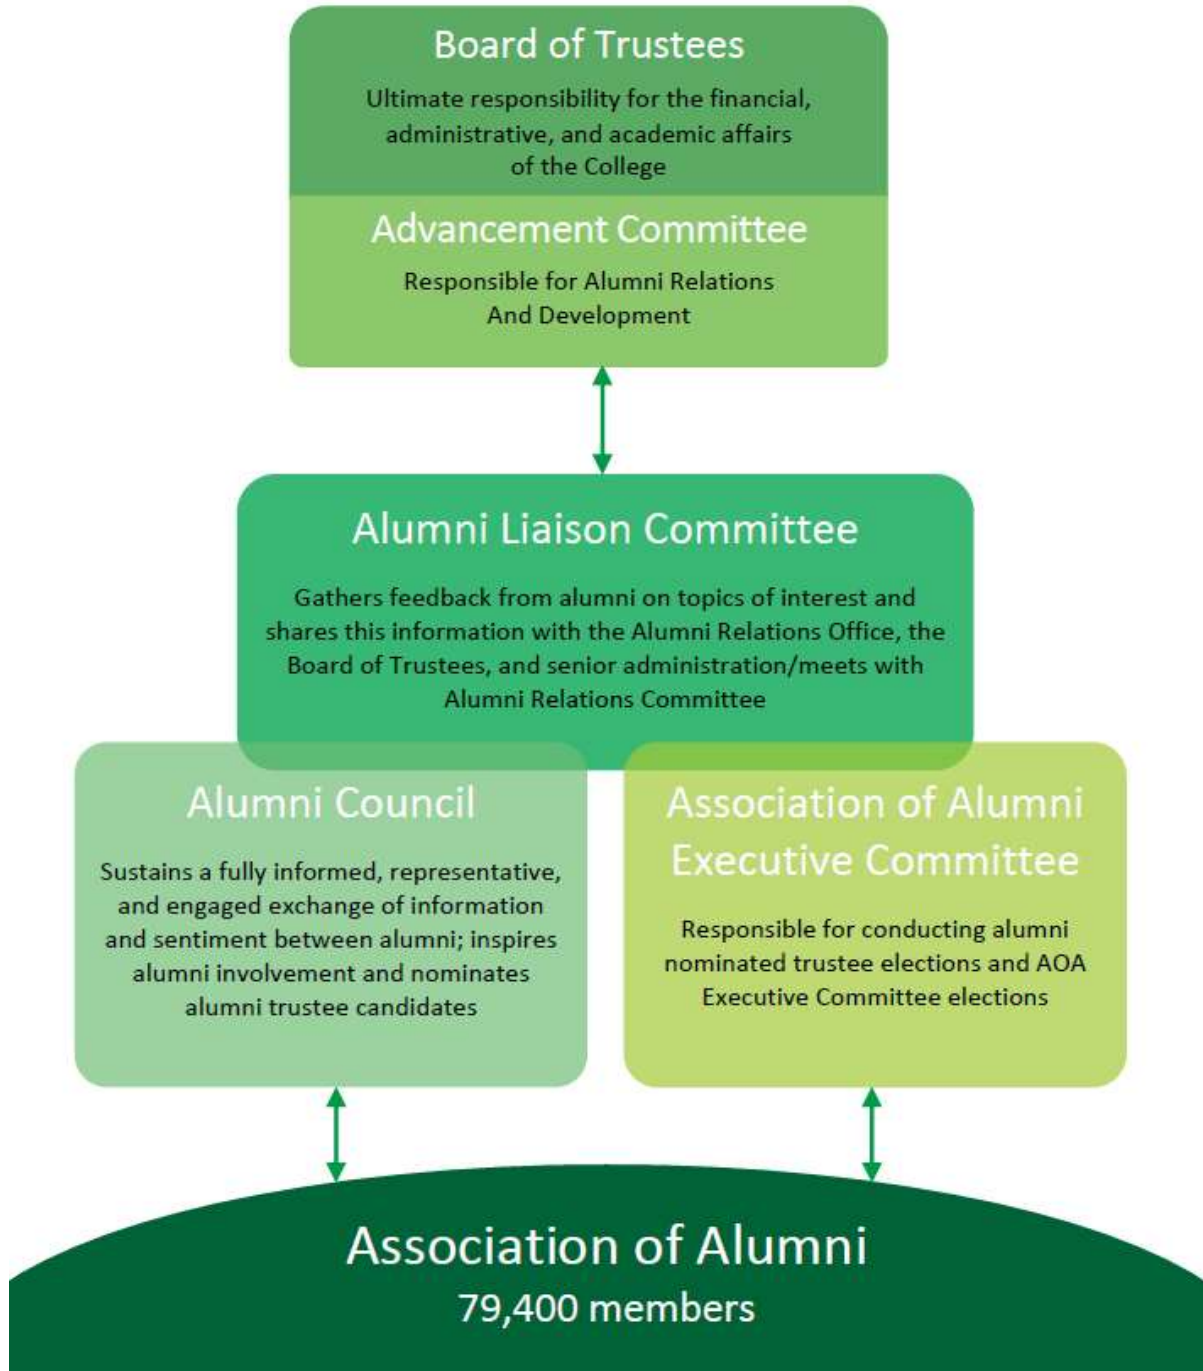 Board of Trustees
Ultimate responsibility for the financial,
administrative, and academic affairs
of the College
Advancement Committee
Responsible for Alumni Relations
And Development
Alumni Liaison Committee
Gathers feedback from alumni on topics of interest and
shares this information with the Alumni Relations Office, the
Board of Trustees, and senior administration/meets with
Alumni Relations Committee
Alumni Council
Sustains a fully informed, representative,
and engaged exchange of information
and sentiment between alumni; inspires
alumni involvement and nominates
alumni trustee candidates
Association of Alumni
Executive Committee
Responsible for conducting alumni
nominated trustee elections and AOA
Executive Committee elections
Association of Alumni
79,400 members